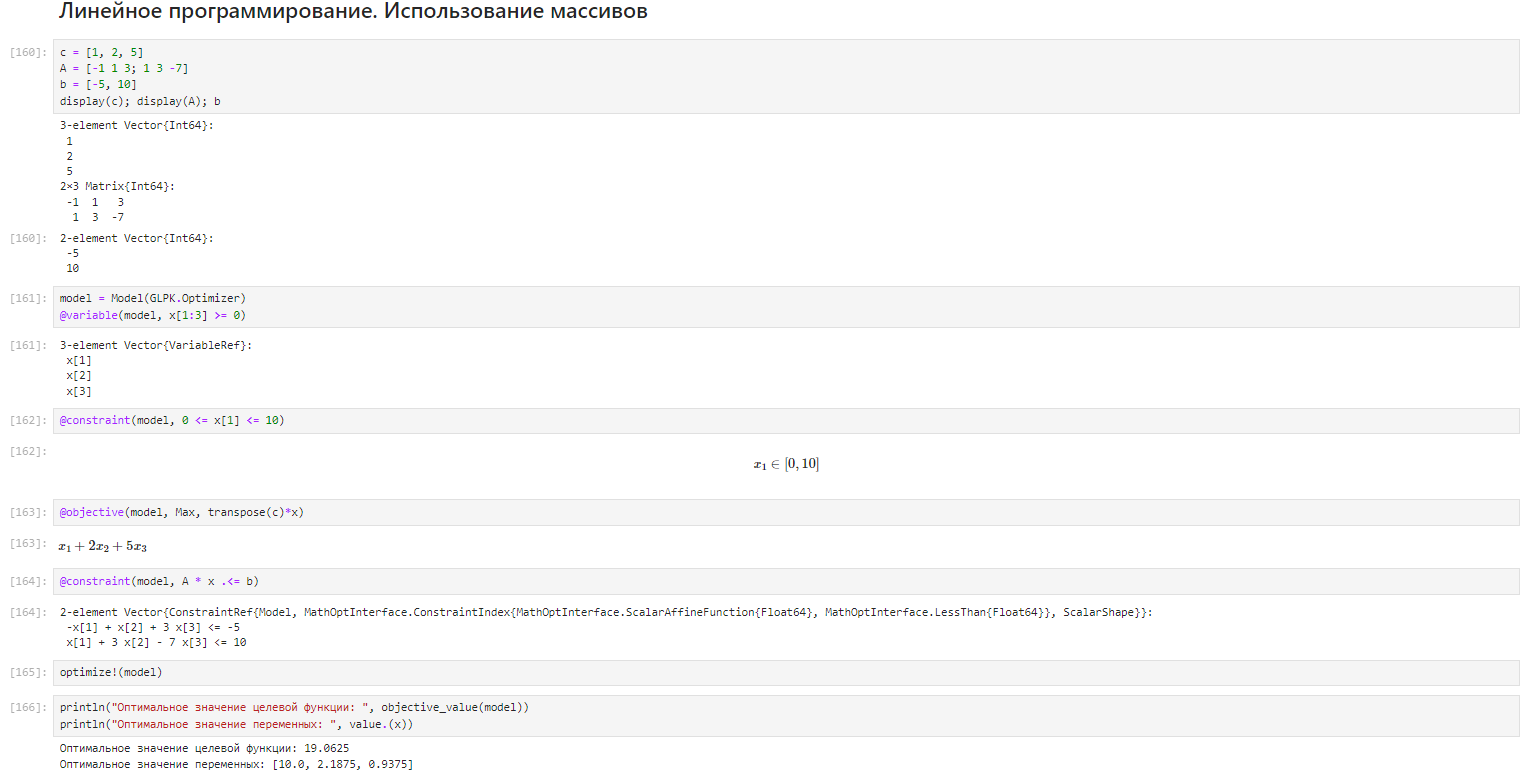 Линейное программирование. Использование массивов
[160]: c = [1, 2, 5]
A = [-1 1 3; 1 3 -7]
b = [-5, 10]
display(c); display(A); b
3-element Vector{Int64}:
1
2
5
2×3 Matrix{Int64}:
-1 1 3
1 3 -7
[160]: 2-element Vector{Int64}:
-5
10
[161]: model = Model(GLPK.Optimizer)
@variable(model, x[1:3] >= 0)
[161]: 3-element Vector{VariableRef}:
x[1]
x[2]
x[3]
[162]: @constraint(model, 0 <= x[1] <= 10)
[162]:
x₁ ∈ [0, 10]
[163]: @objective(model, Max, transpose(c)*x)
[163]: x₁ + 2x₂ + 5x₃
[164]: @constraint(model, A * x .<= b)
[164]: 2-element Vector{ConstraintRef{Model, MathOptInterface.ConstraintIndex{MathOptInterface.ScalarAffineFunction{Float64}, MathOptInterface.LessThan{Float64}}, ScalarShape}}:
-x[1] + x[2] + 3 x[3] <= -5
x[1] + 3 x[2] - 7 x[3] <= 10
[165]: optimize!(model)
[166]: println("Оптимальное значение целевой функции: ", objective_value(model))
println("Оптимальное значение переменных: ", value.(x))
Оптимальное значение целевой функции: 19.0625
Оптимальное значение переменных: [10.0, 2.1875, 0.9375]